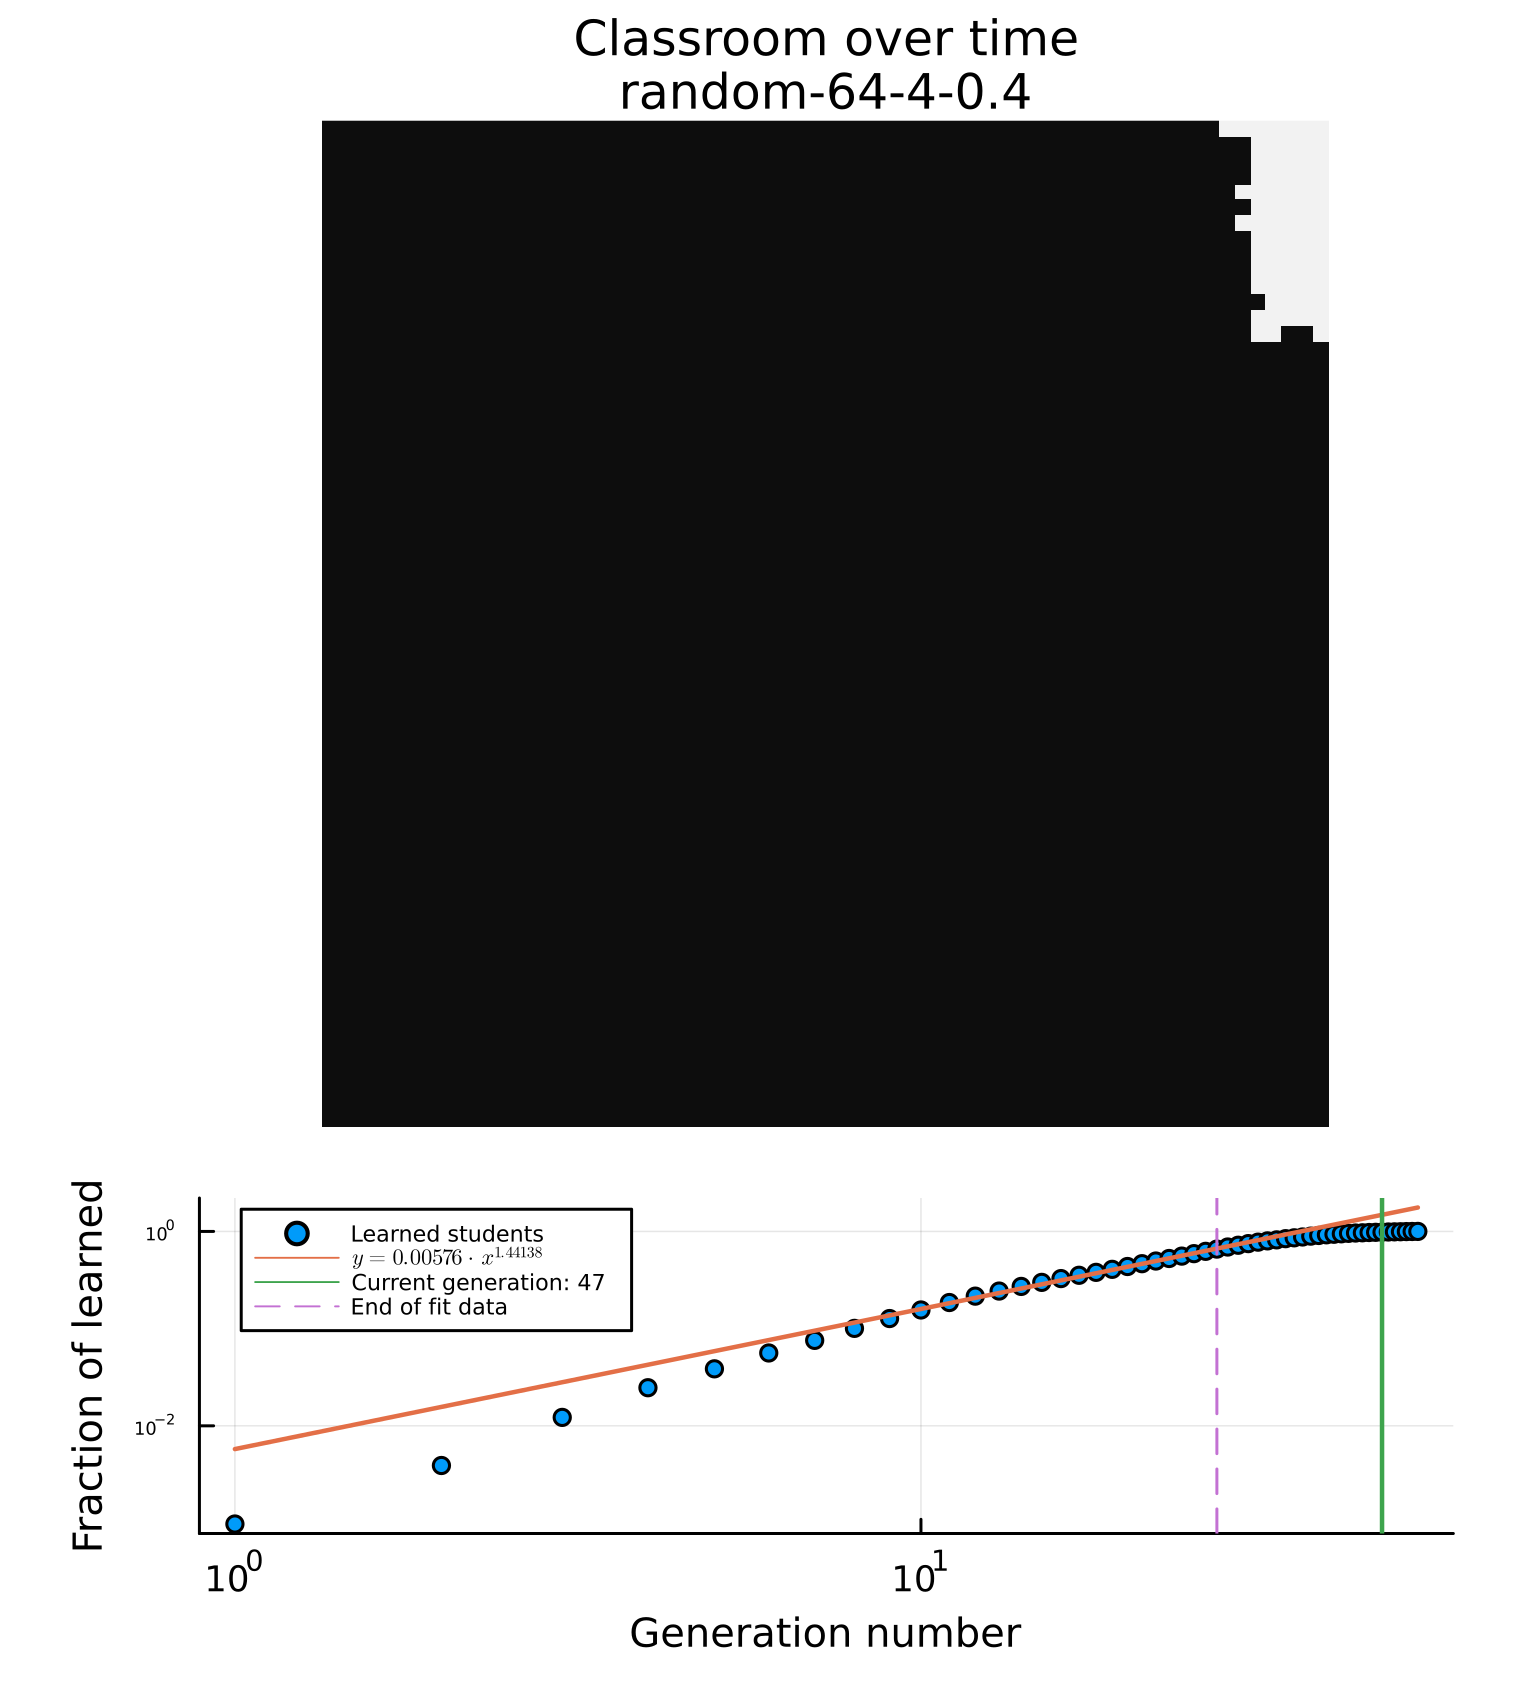 Classroom over time
random-64-4-0.4
Fraction of learned
10⁰
10⁻²
Learned students
y = 0.00576 · x^1.44138
Current generation: 47
End of fit data
10⁰
10¹
Generation number